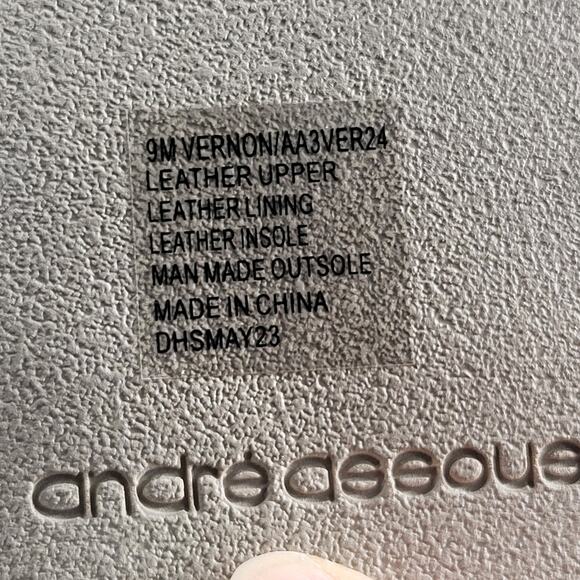 9M VERNON/AA3VER24
LEATHER UPPER
LEATHER LINING
LEATHER INSOLE
MAN MADE OUTSOLE
MADE IN CHINA
DHSMAY23
andré assous